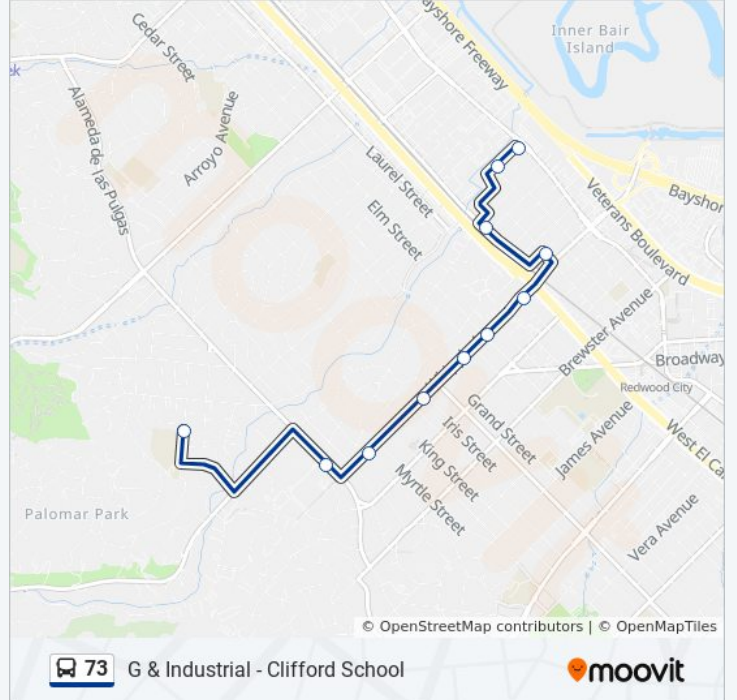 ayshore Freeway
Inner Bair
Island
Cedar Street
ek
Alameda de las Pulgas
Arroyo Avenue
Laurel Street
Elm Street
Veterans Boulevard
Bayshor
Brewster Avenue
Broadway
Redwood City
Grand Street
Iris Street
King Street
Myrtle Street
James Avenue
West El Ca
Vera Avenue
Palomar Park
© OpenStreetMap contributors | © OpenMapTiles
73 G & Industrial - Clifford School
moovit